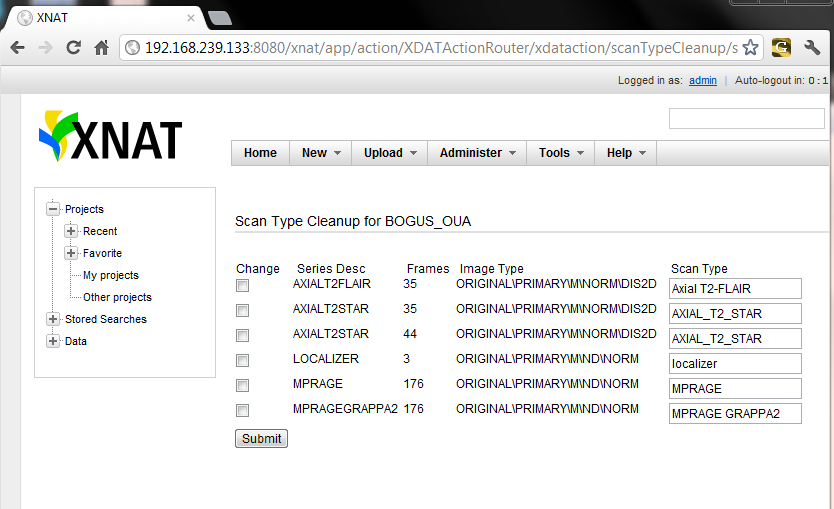 XNAT
192.168.239.133:8080/xnat/app/action/XDATActionRouter/xdataction/scanTypeCleanup/s
Logged in as: admin | Auto-logout in: 0 : 1
XNAT
Home New Upload Administer Tools Help
Projects
Recent
Favorite
My projects
Other projects
Stored Searches
Data
Scan Type Cleanup for BOGUS_OUA
Change Series Desc Frames Image Type Scan Type
AXIALT2FLAIR 35 ORIGINAL\PRIMARY\M\NORM\DIS2D Axial T2-FLAIR
AXIALT2STAR 35 ORIGINAL\PRIMARY\M\NORM\DIS2D AXIAL_T2_STAR
AXIALT2STAR 44 ORIGINAL\PRIMARY\M\NORM\DIS2D AXIAL_T2_STAR
LOCALIZER 3 ORIGINAL\PRIMARY\M\ND\NORM localizer
MPRAGE 176 ORIGINAL\PRIMARY\M\ND\NORM MPRAGE
MPRAGEGRAPPA2 176 ORIGINAL\PRIMARY\M\ND\NORM MPRAGE GRAPPA2
Submit